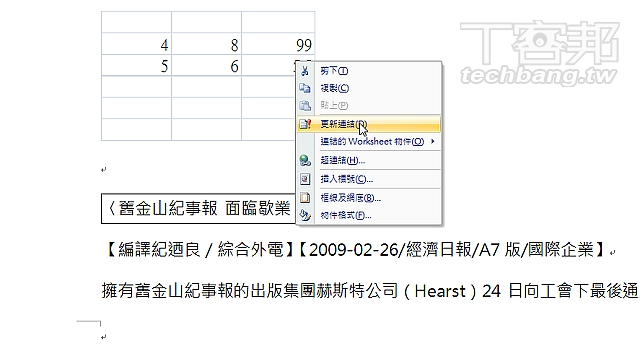 T客邦
techbang.tw
4 8 99
5 6
剪下(T)
複製(C)
貼上(P)
更新連結(D)
連結的 Worksheet 物件(O)
超連結(H)...
插入標號(C)...
框線及網底(B)...
物件格式(F)...
〈舊金山紀事報 面臨歇業
【編譯紀迺良/綜合外電】【2009-02-26/經濟日報/A7 版/國際企業】
擁有舊金山紀事報的出版集團赫斯特公司(Hearst)24 日向工會下最後通